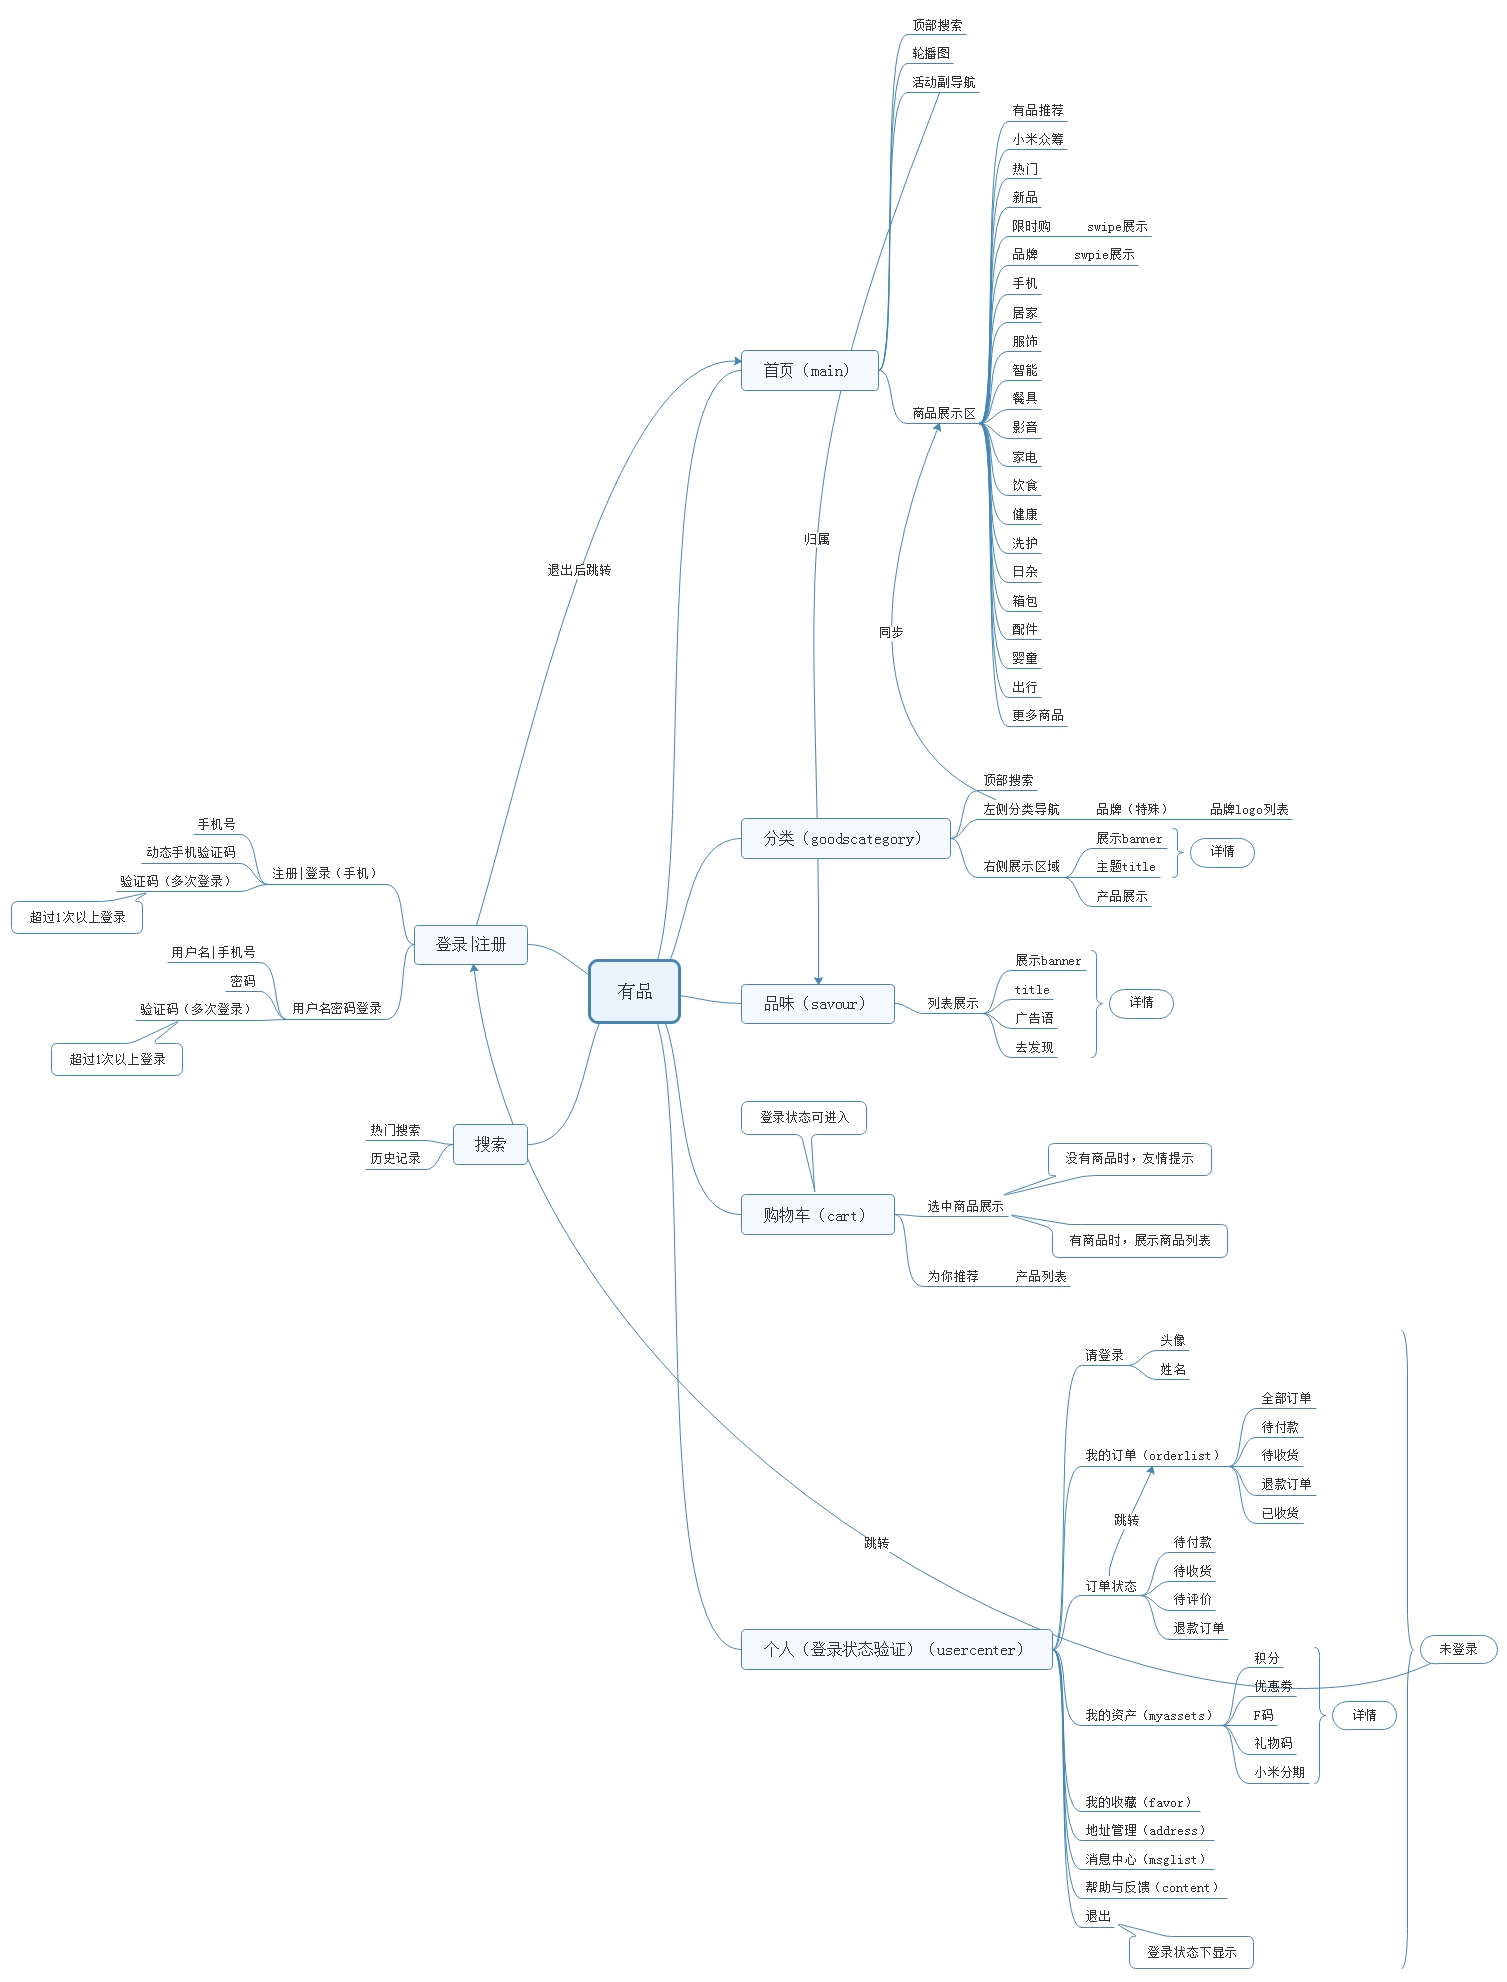 顶部搜索
轮播图
活动副导航
有品推荐
小米众筹
热门
新品
限时购 swipe展示
品牌 swpie展示
手机
居家
服饰
智能
首页（main）
餐具
商品展示区
影音
家电
饮食
健康
归属
洗护
退出后跳转
日杂
箱包
配件
同步
婴童
出行
更多商品
顶部搜索
左侧分类导航 品牌（特殊） 品牌logo列表
分类（goodscategory）
右侧展示区域
展示banner
主题title
详情
产品展示
手机号
动态手机验证码
验证码（多次登录）
注册|登录（手机）
超过1次以上登录
登录|注册
用户名|手机号
密码
验证码（多次登录）
用户名密码登录
超过1次以上登录
有品
品味（savour）
列表展示
展示banner
title
广告语
去发现
详情
热门搜索
历史记录
搜索
登录状态可进入
购物车（cart）
选中商品展示
没有商品时，友情提示
有商品时，展示商品列表
为你推荐 产品列表
请登录
头像
姓名
我的订单（orderlist）
全部订单
待付款
待收货
退款订单
已收货
跳转
跳转
订单状态
待付款
待收货
待评价
退款订单
个人（登录状态验证）（usercenter）
未登录
我的资产（myassets）
积分
优惠券
F码
礼物码
小米分期
详情
我的收藏（favor）
地址管理（address）
消息中心（msglist）
帮助与反馈（content）
退出
登录状态下显示